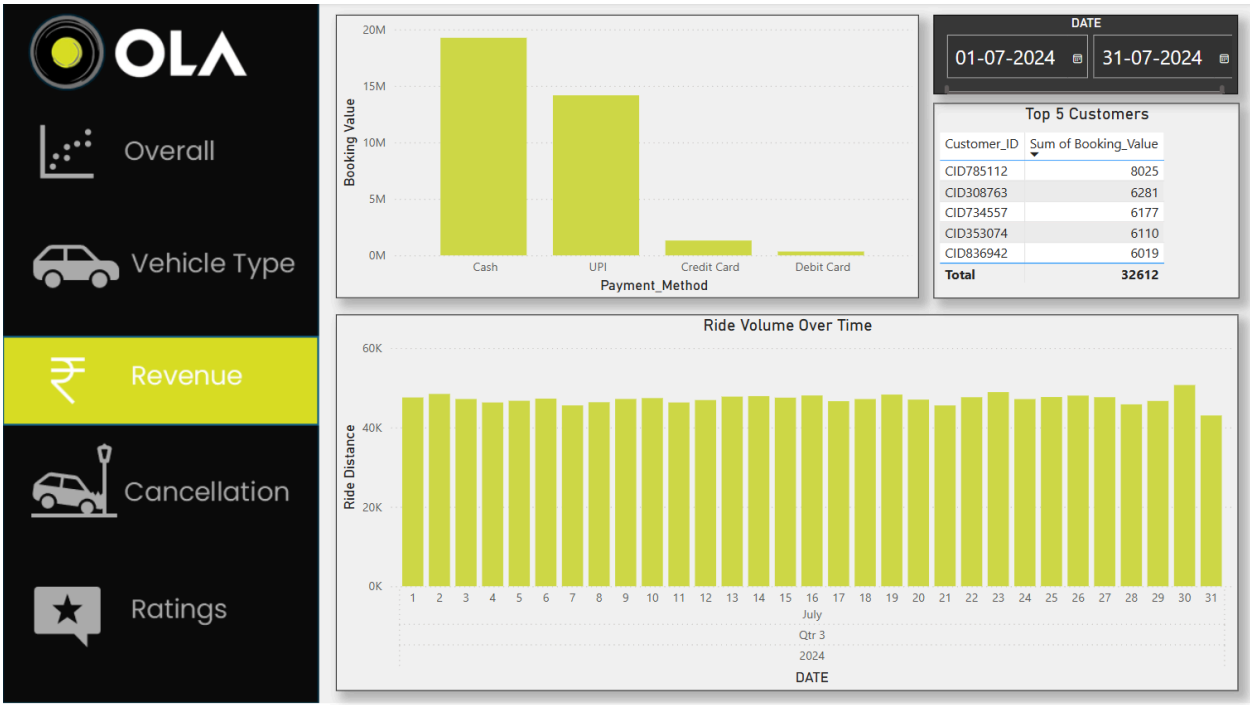 OLA
Overall
Vehicle Type
Revenue
Cancellation
Ratings
20M
15M
10M
5M
0M
Booking Value
Cash UPI Credit Card Debit Card
Payment_Method
DATE
01-07-2024 31-07-2024
Top 5 Customers
Customer_ID Sum of Booking_Value
CID785112 8025
CID308763 6281
CID734557 6177
CID353074 6110
CID836942 6019
Total 32612
Ride Volume Over Time
60K
40K
20K
0K
Ride Distance
1 2 3 4 5 6 7 8 9 10 11 12 13 14 15 16 17 18 19 20 21 22 23 24 25 26 27 28 29 30 31
July
Qtr 3
2024
DATE